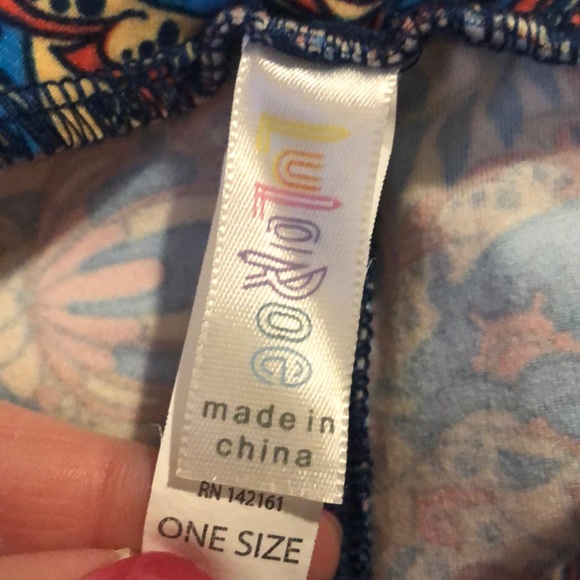 LuLaRoe
made in
china
RN 142161
ONE SIZE